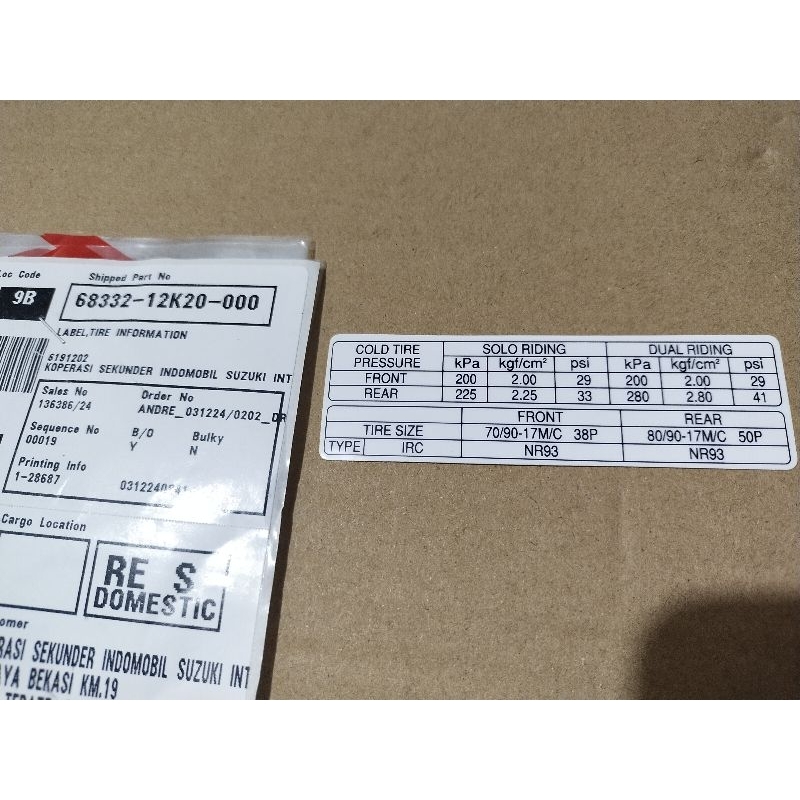 Loc Code
Shipped Part No
9B
68332-12K20-000
LABEL,TIRE INFORMATION
6191202
KOPERASI SEKUNDER INDOMOBIL SUZUKI INT
Sales No Order No
136386/24 ANDRE_031224/0202_DR
Sequence No B/O Bulky
00019 Y N
Printing Info
1-28687
Cargo Location
RE S
DOMESTIC
omer
RASI SEKUNDER INDOMOBIL SUZUKI INT
AYA BEKASI KM.19
COLD TIRE PRESSURE SOLO RIDING DUAL RIDING
kPa kgf/cm² psi kPa kgf/cm² psi
FRONT 200 2.00 29 200 2.00 29
REAR 225 2.25 33 280 2.80 41
FRONT REAR
TIRE SIZE 70/90-17M/C 38P 80/90-17M/C 50P
TYPE IRC NR93 NR93